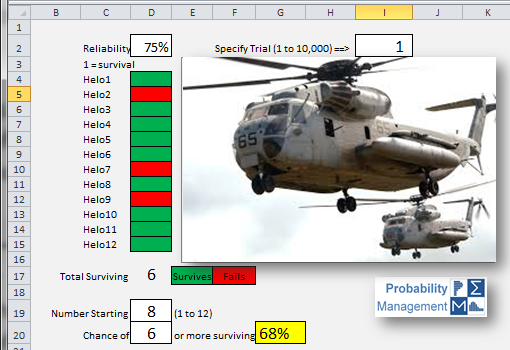 B C D E F G H I J K
1
2 Reliability 75% Specify Trial (1 to 10,000) ==> 1
3 1 = survival
4 Helo1
5 Helo2
6 Helo3
7 Helo4
8 Helo5
9 Helo6
10 Helo7
11 Helo8
12 Helo9
13 Helo10
14 Helo11
15 Helo12
65
16
17 Total Surviving 6 Survives Fails
18
19 Number Starting 8 (1 to 12)
20 Chance of 6 or more surviving 68%
Probability
Management